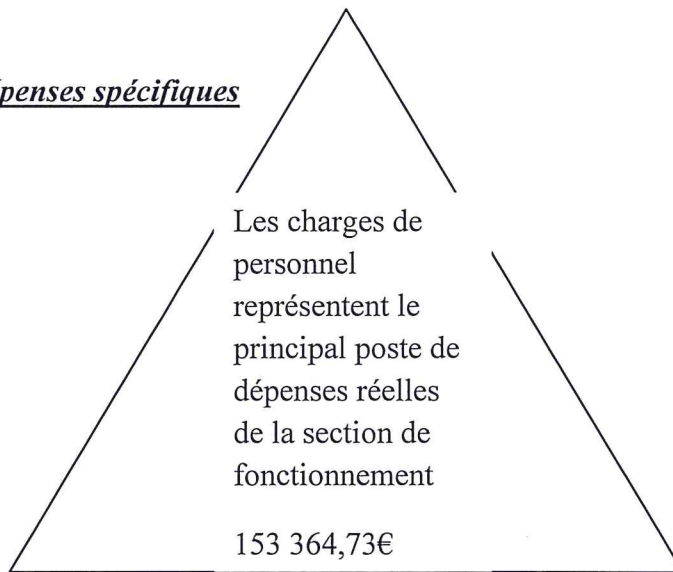 penses spécifiques
Les charges de
personnel
représentent le
principal poste de
dépenses réelles
de la section de
fonctionnement
153 364,73€